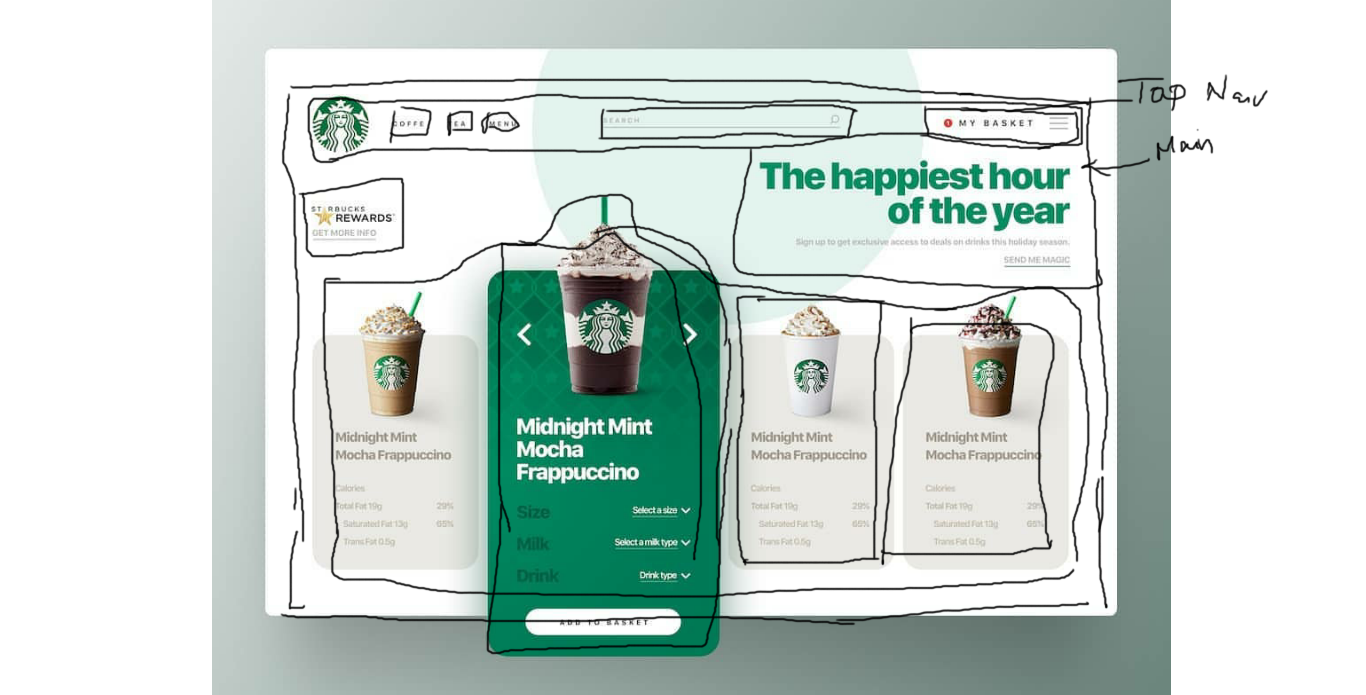 Top Nav
Main
COFFE
EA
MENU
SEARCH
1 MY BASKET
The happiest hour
of the year
Sign up to get exclusive access to deals on drinks this holiday season.
SEND ME MAGIC
STARBUCKS
REWARDS
GET MORE INFO
Midnight Mint
Mocha Frappuccino
Calories
Total Fat 19g 29%
Saturated Fat 13g 65%
Trans Fat 0.5g
Midnight Mint
Mocha
Frappuccino
Size Select a size
Milk Select a milk type
Drink Drink type
ADD TO BASKET
Midnight Mint
Mocha Frappuccino
Calories
Total Fat 19g 29%
Saturated Fat 13g 65%
Trans Fat 0.5g
Midnight Mint
Mocha Frappuccino
Calories
Total Fat 19g 29%
Saturated Fat 13g 65%
Trans Fat 0.5g